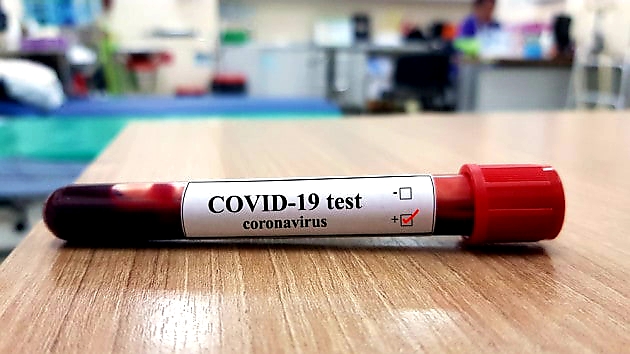 COVID-19 test
coronavirus
-
+